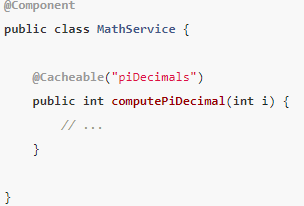 @Component
public class MathService {
@Cacheable("piDecimals")
public int computePiDecimal(int i) {
// ...
}
}